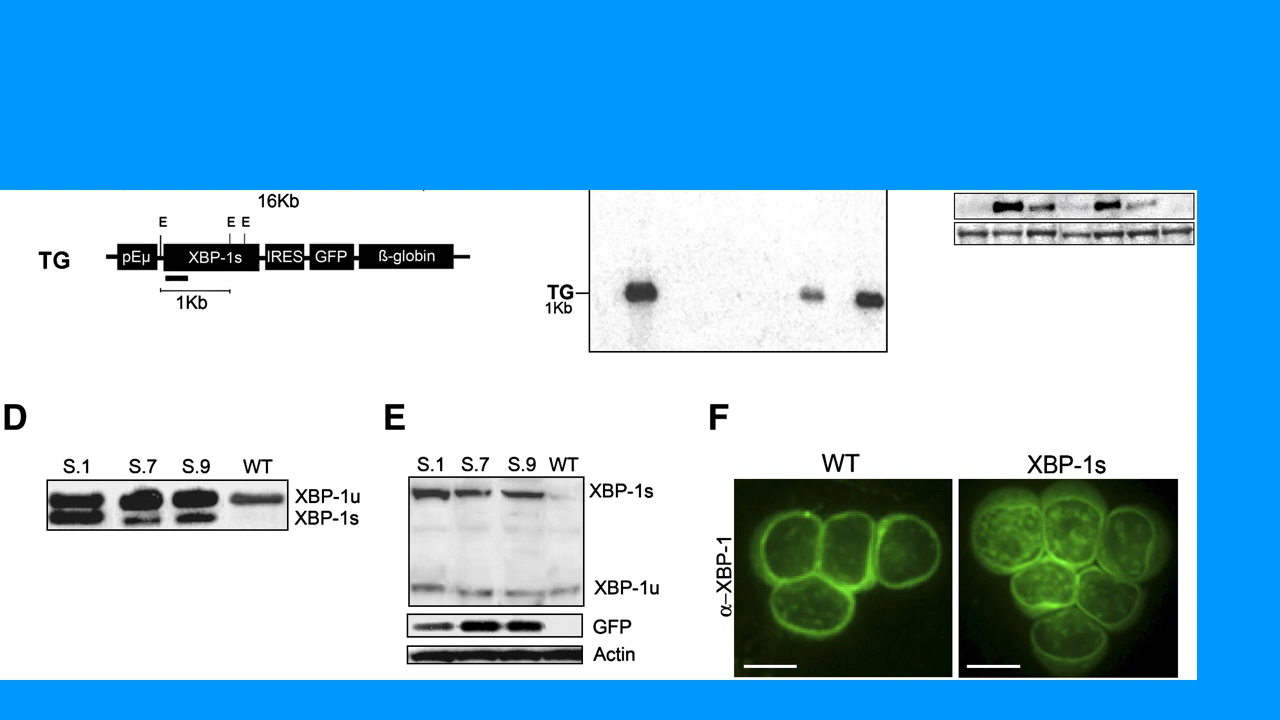 16Kb
E E E
TG pEμ XBP-1s IRES GFP ß-globin
1Kb
TG
1Kb
D
S.1 S.7 S.9 WT
XBP-1u
XBP-1s
E
S.1 S.7 S.9 WT
XBP-1s
XBP-1u
GFP
Actin
F
WT XBP-1s
α–XBP-1